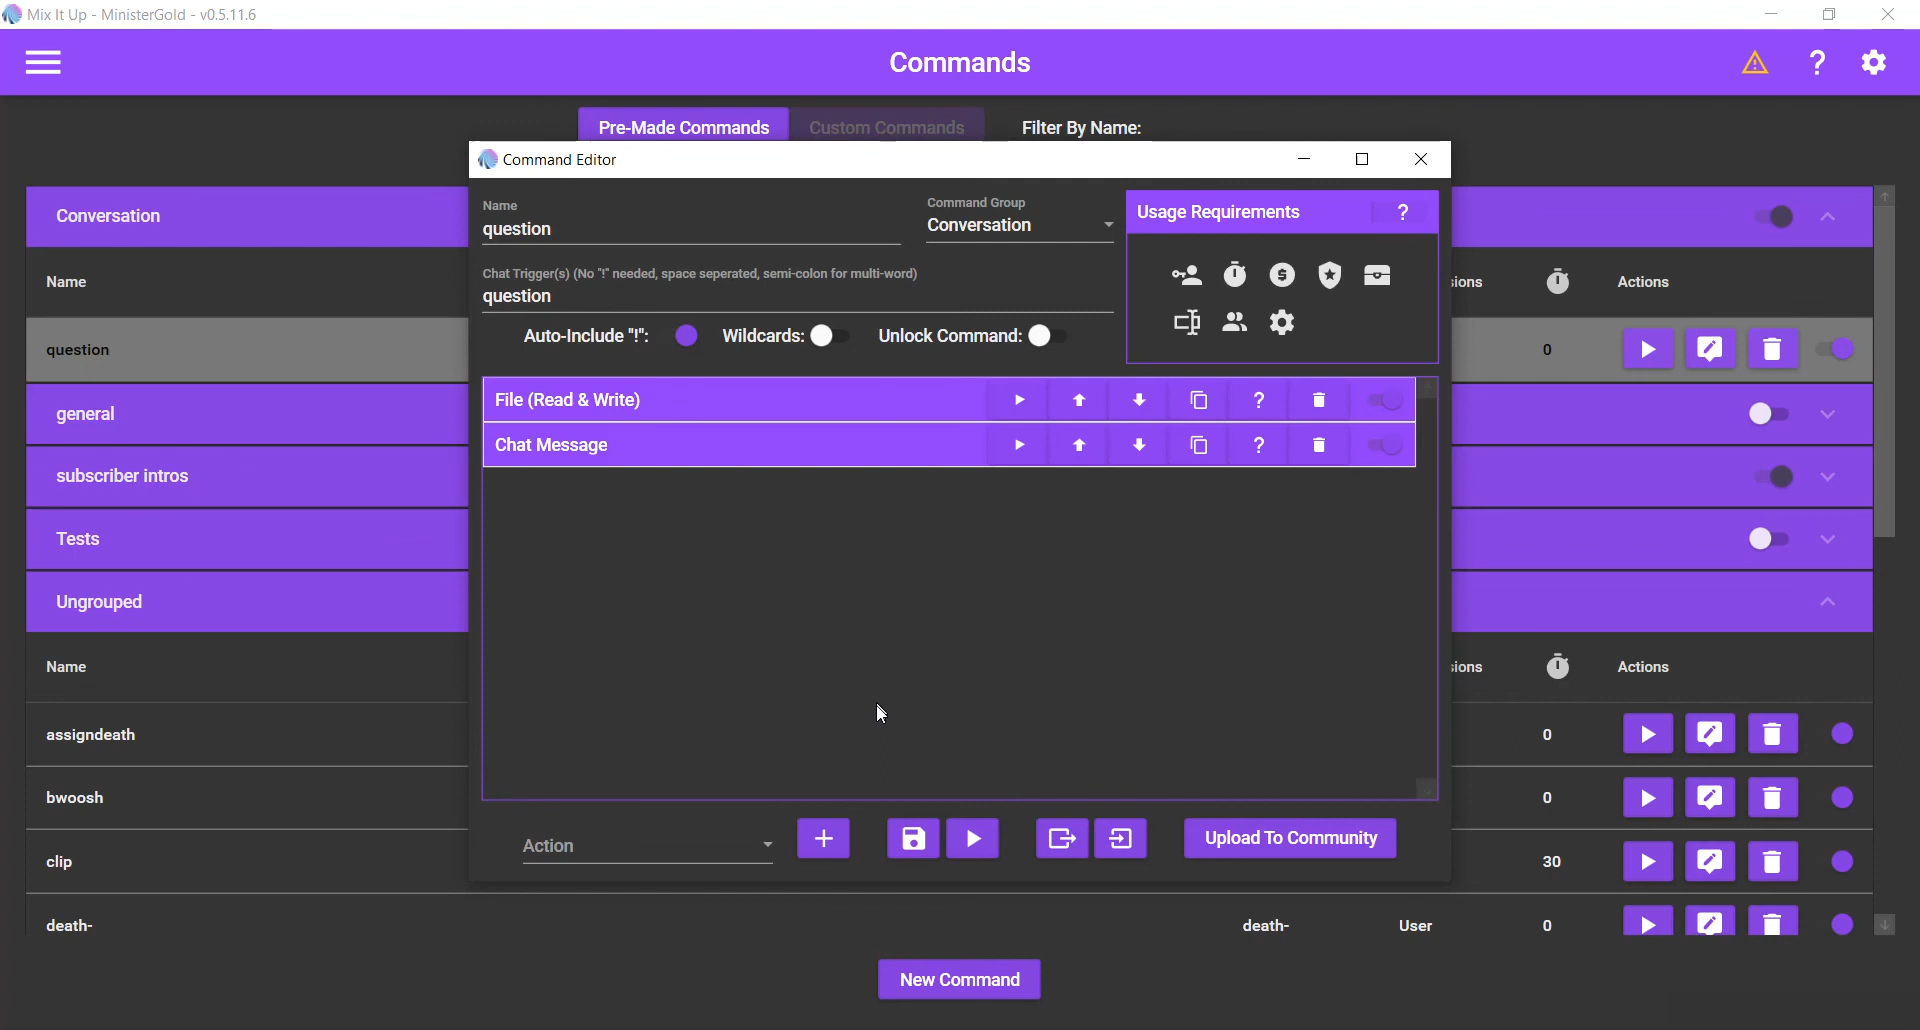 Mix It Up - MinisterGold - v0.5.11.6
Commands
?
Pre-Made Commands
Custom Commands
Filter By Name:
Command Editor
Name
question
Command Group
Conversation
Usage Requirements
?
Chat Trigger(s) (No "!" needed, space seperated, semi-colon for multi-word)
question
Auto-Include "!":
Wildcards:
Unlock Command:
File (Read & Write)
?
Chat Message
?
Action
Upload To Community
Conversation
Name
ions
Actions
question
0
general
subscriber intros
Tests
Ungrouped
Name
ions
Actions
assigndeath
0
bwoosh
0
clip
30
death-
death-
User
0
New Command